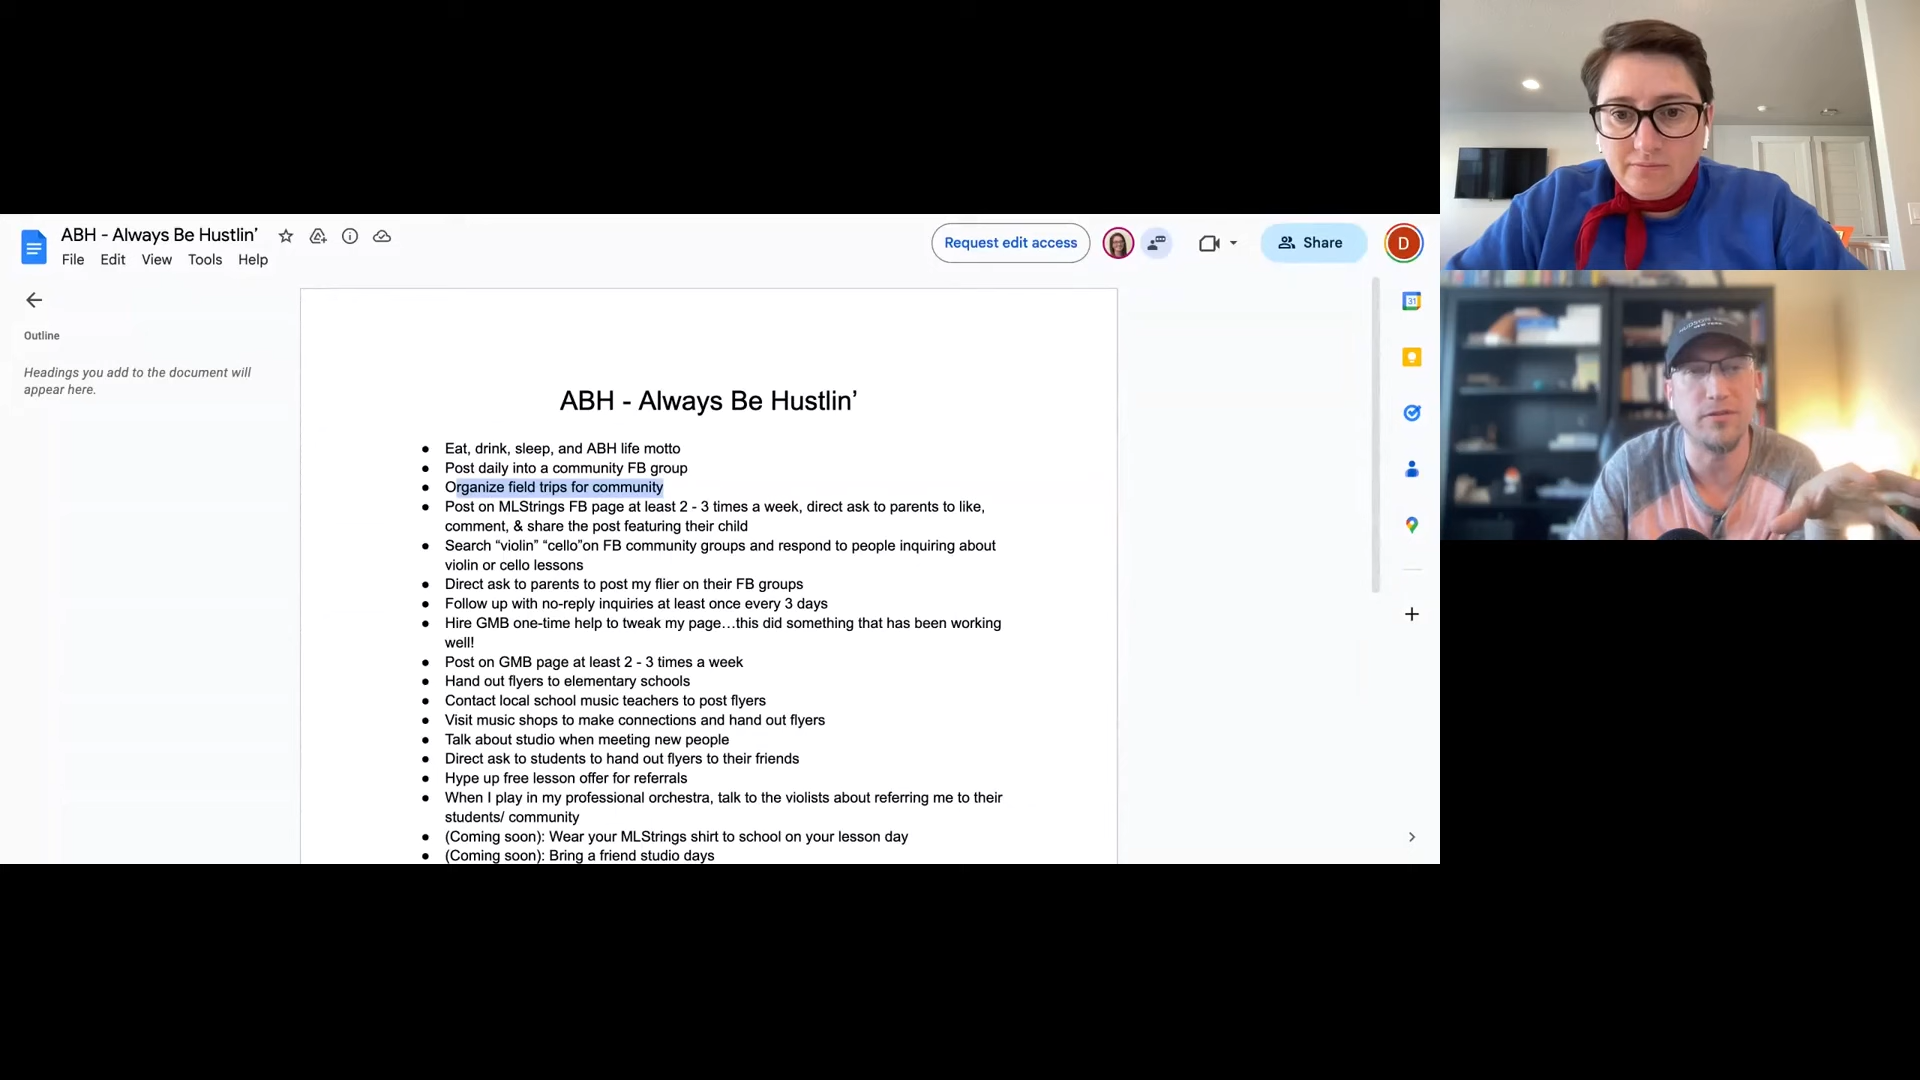 ABH - Always Be Hustlin’
File Edit View Tools Help
Request edit access
Share
D
Outline
Headings you add to the document will
appear here.
31
ABH - Always Be Hustlin’
● Eat, drink, sleep, and ABH life motto
● Post daily into a community FB group
● Organize field trips for community
● Post on MLStrings FB page at least 2 - 3 times a week, direct ask to parents to like,
comment, & share the post featuring their child
● Search “violin” “cello”on FB community groups and respond to people inquiring about
violin or cello lessons
● Direct ask to parents to post my flier on their FB groups
● Follow up with no-reply inquiries at least once every 3 days
● Hire GMB one-time help to tweak my page…this did something that has been working
well!
● Post on GMB page at least 2 - 3 times a week
● Hand out flyers to elementary schools
● Contact local school music teachers to post flyers
● Visit music shops to make connections and hand out flyers
● Talk about studio when meeting new people
● Direct ask to students to hand out flyers to their friends
● Hype up free lesson offer for referrals
● When I play in my professional orchestra, talk to the violists about referring me to their
students/ community
● (Coming soon): Wear your MLStrings shirt to school on your lesson day
● (Coming soon): Bring a friend studio days